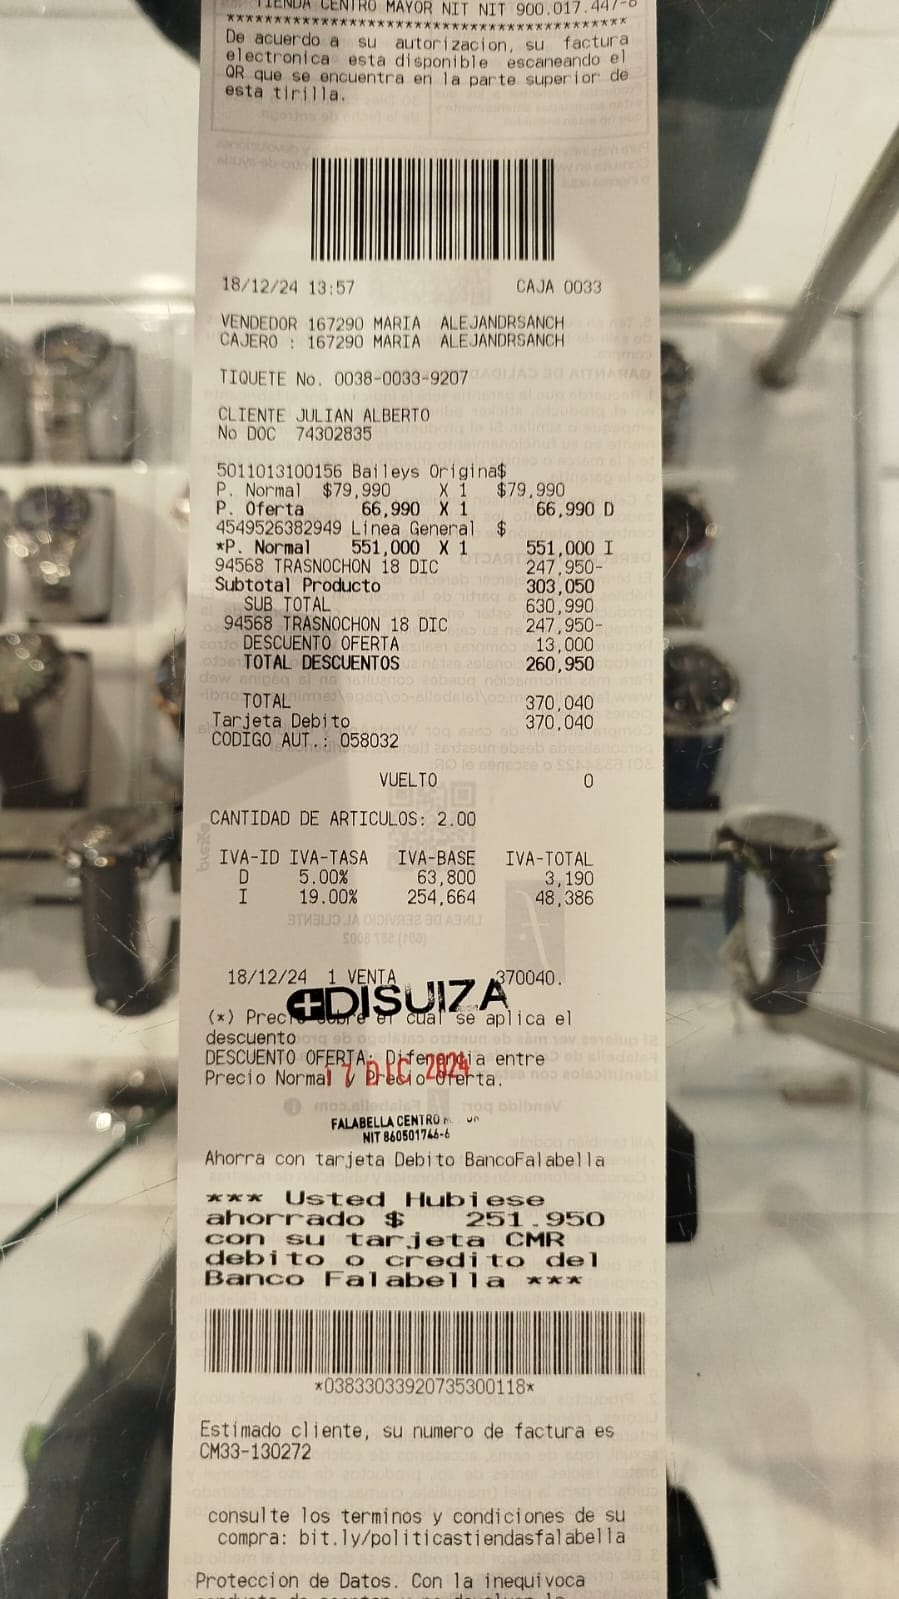 TIENDA CENTRO MAYOR NIT NIT 900.017.447-8
******************************************
De acuerdo a su autorizacion, su factura
electronica esta disponible escaneando el
QR que se encuentra en la parte superior de
esta tirilla.
18/12/24 13:57 CAJA 0033
VENDEDOR 167290 MARIA ALEJANDRSANCH
CAJERO : 167290 MARIA ALEJANDRSANCH
TIQUETE No. 0038-0033-9207
CLIENTE JULIAN ALBERTO
No DOC 74302835
5011013100156 Baileys Origina$
P. Normal $79,990 X 1 $79,990
P. Oferta 66,990 X 1 66,990 D
4549526382949 Linea General $
*P. Normal 551,000 X 1 551,000 I
94568 TRASNOCHON 18 DIC 247,950-
Subtotal Producto 303,050
SUB TOTAL 630,990
94568 TRASNOCHON 18 DIC 247,950-
DESCUENTO OFERTA 13,000
TOTAL DESCUENTOS 260,950
TOTAL 370,040
Tarjeta Debito 370,040
CODIGO AUT.: 058032
VUELTO 0
CANTIDAD DE ARTICULOS: 2.00
IVA-ID IVA-TASA IVA-BASE IVA-TOTAL
D 5.00% 63,800 3,190
I 19.00% 254,664 48,386
18/12/24 1 VENTA 370040.
DISUIZA
(*) Precio sobre el cual se aplica el
descuento
DESCUENTO OFERTA: Diferencia entre
Precio Normal y Precio Oferta.
17 DIC 2024
FALABELLA CENTRO
NIT 860501746-6
Ahorra con tarjeta Debito BancoFalabella
*** Usted Hubiese
ahorrado $ 251.950
con su tarjeta CMR
debito o credito del
Banco Falabella ***
*03833033920735300118*
Estimado cliente, su numero de factura es
CM33-130272
consulte los terminos y condiciones de su
compra: bit.ly/politicastiendasfalabella
Proteccion de Datos. Con la inequivoca